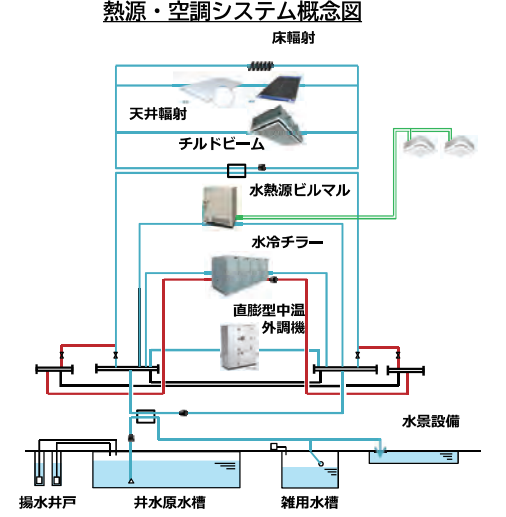 熱源・空調システム概念図
床輻射
天井輻射
チルドビーム
水熱源ビルマル
水冷チラー
直膨型中温
外調機
水景設備
揚水井戸
井水原水槽
雑用水槽